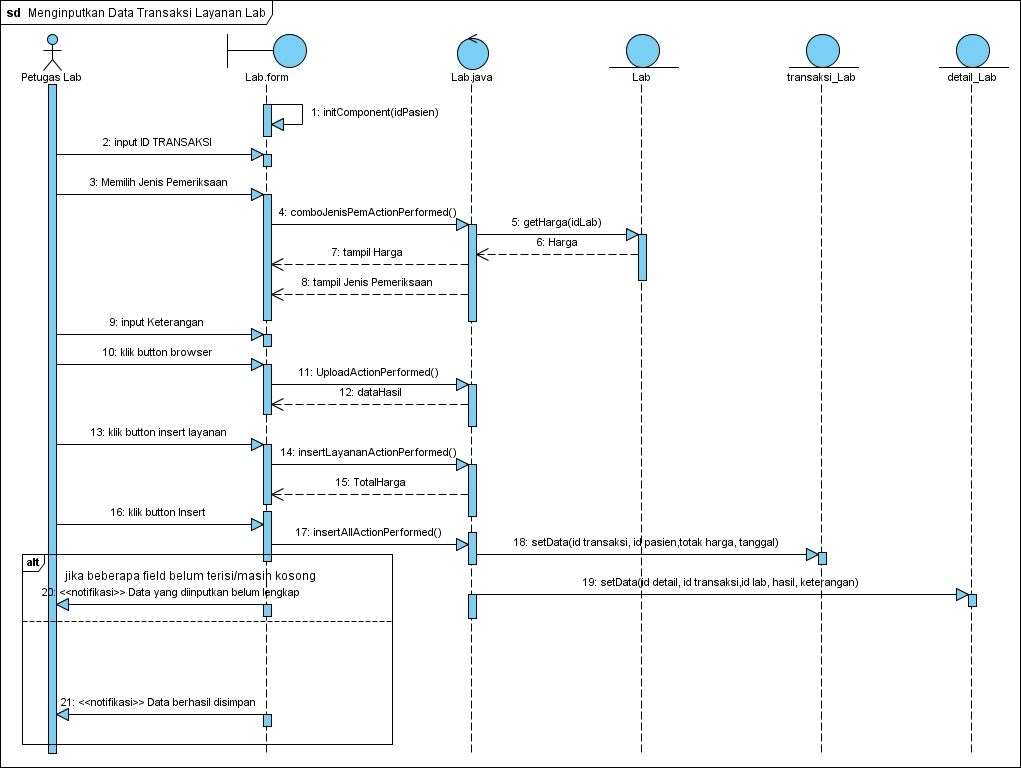 sd Menginputkan Data Transaksi Layanan Lab
Petugas Lab
Lab.form
Lab.java
Lab
transaksi_Lab
detail_Lab
1: initComponent(idPasien)
2: input ID TRANSAKSI
3: Memilih Jenis Pemeriksaan
4: comboJenisPemActionPerformed()
5: getHarga(idLab)
6: Harga
7: tampil Harga
8: tampil Jenis Pemeriksaan
9: input Keterangan
10: klik button browser
11: UploadActionPerformed()
12: dataHasil
13: klik button insert layanan
14: insertLayananActionPerformed()
15: TotalHarga
16: klik button Insert
17: insertAllActionPerformed()
18: setData(id transaksi, id pasien,totak harga, tanggal)
alt
jika beberapa field belum terisi/masin kosong
19: setData(id detail, id transaksi,id lab, hasil, keterangan)
20: <<notifikasi>> Data yang diinputkan belum lengkap
21: <<notifikasi>> Data berhasil disimpan